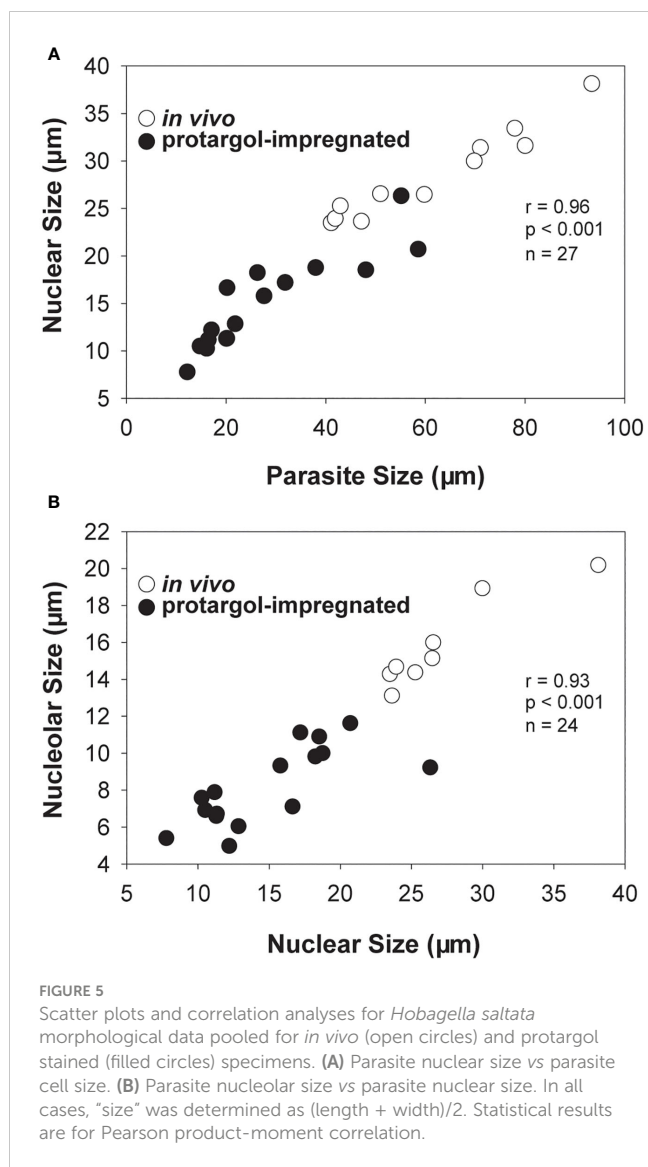 A
40
35
30
25
20
15
10
5
Nuclear Size (µm)
in vivo
protargol-impregnated
r = 0.96
p < 0.001
n = 27
0 20 40 60 80 100
Parasite Size (µm)
B
22
20
18
16
14
12
10
8
6
4
Nucleolar Size (µm)
in vivo
protargol-impregnated
r = 0.93
p < 0.001
n = 24
5 10 15 20 25 30 35 40
Nuclear Size (µm)
FIGURE 5
Scatter plots and correlation analyses for Hobagella saltata
morphological data pooled for in vivo (open circles) and protargol
stained (filled circles) specimens. (A) Parasite nuclear size vs parasite
cell size. (B) Parasite nucleolar size vs parasite nuclear size. In all
cases, “size” was determined as (length + width)/2. Statistical results
are for Pearson product-moment correlation.